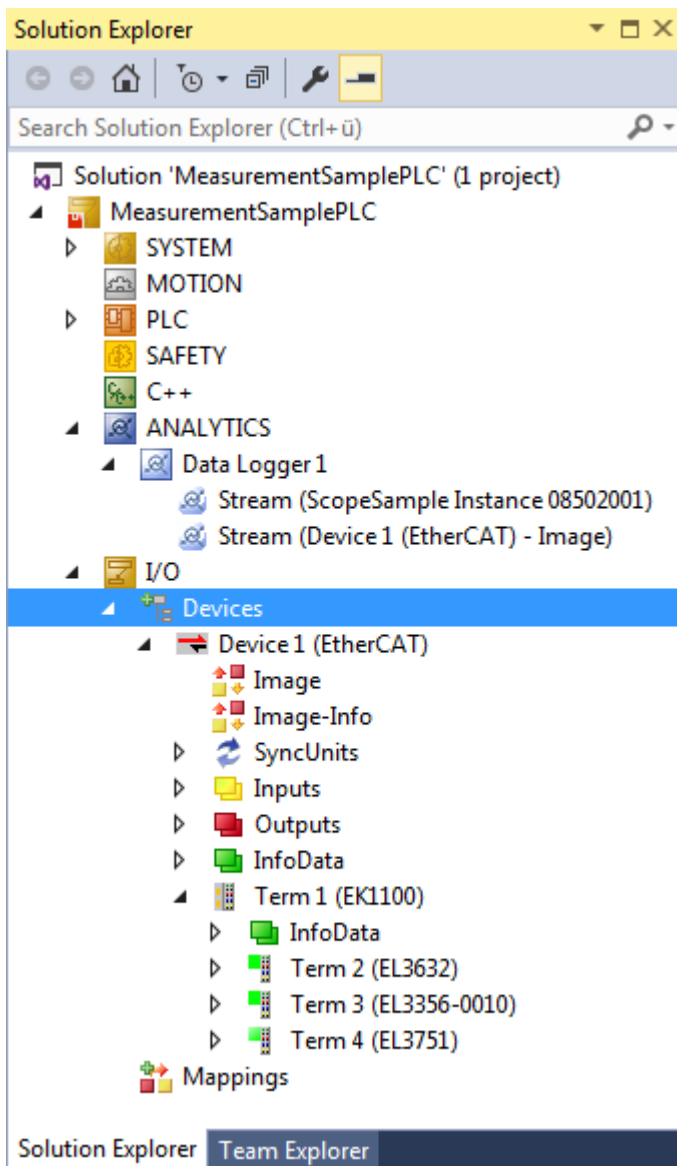 Solution Explorer
Search Solution Explorer (Ctrl+ü)
Solution 'MeasurementSamplePLC' (1 project)
MeasurementSamplePLC
SYSTEM
MOTION
PLC
SAFETY
C++
ANALYTICS
Data Logger 1
Stream (ScopeSample Instance 08502001)
Stream (Device 1 (EtherCAT) - Image)
I/O
Devices
Device 1 (EtherCAT)
Image
Image-Info
SyncUnits
Inputs
Outputs
InfoData
Term 1 (EK1100)
InfoData
Term 2 (EL3632)
Term 3 (EL3356-0010)
Term 4 (EL3751)
Mappings
Solution Explorer Team Explorer